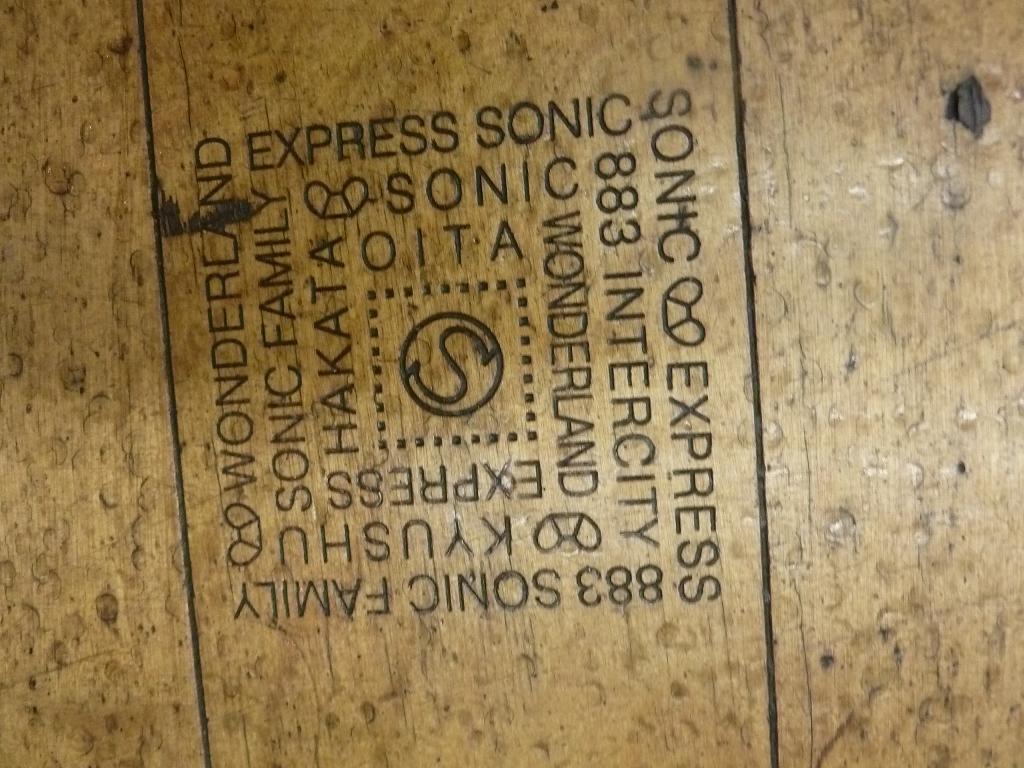 EXPRESS SONIC
SONIC
OITA
SONIC EXPRESS
883 INTERCITY
WONDERLAND
883 SONIC FAMILY
KYUSHU
EXPRESS
WONDERLAND
SONIC FAMILY
HAKATA